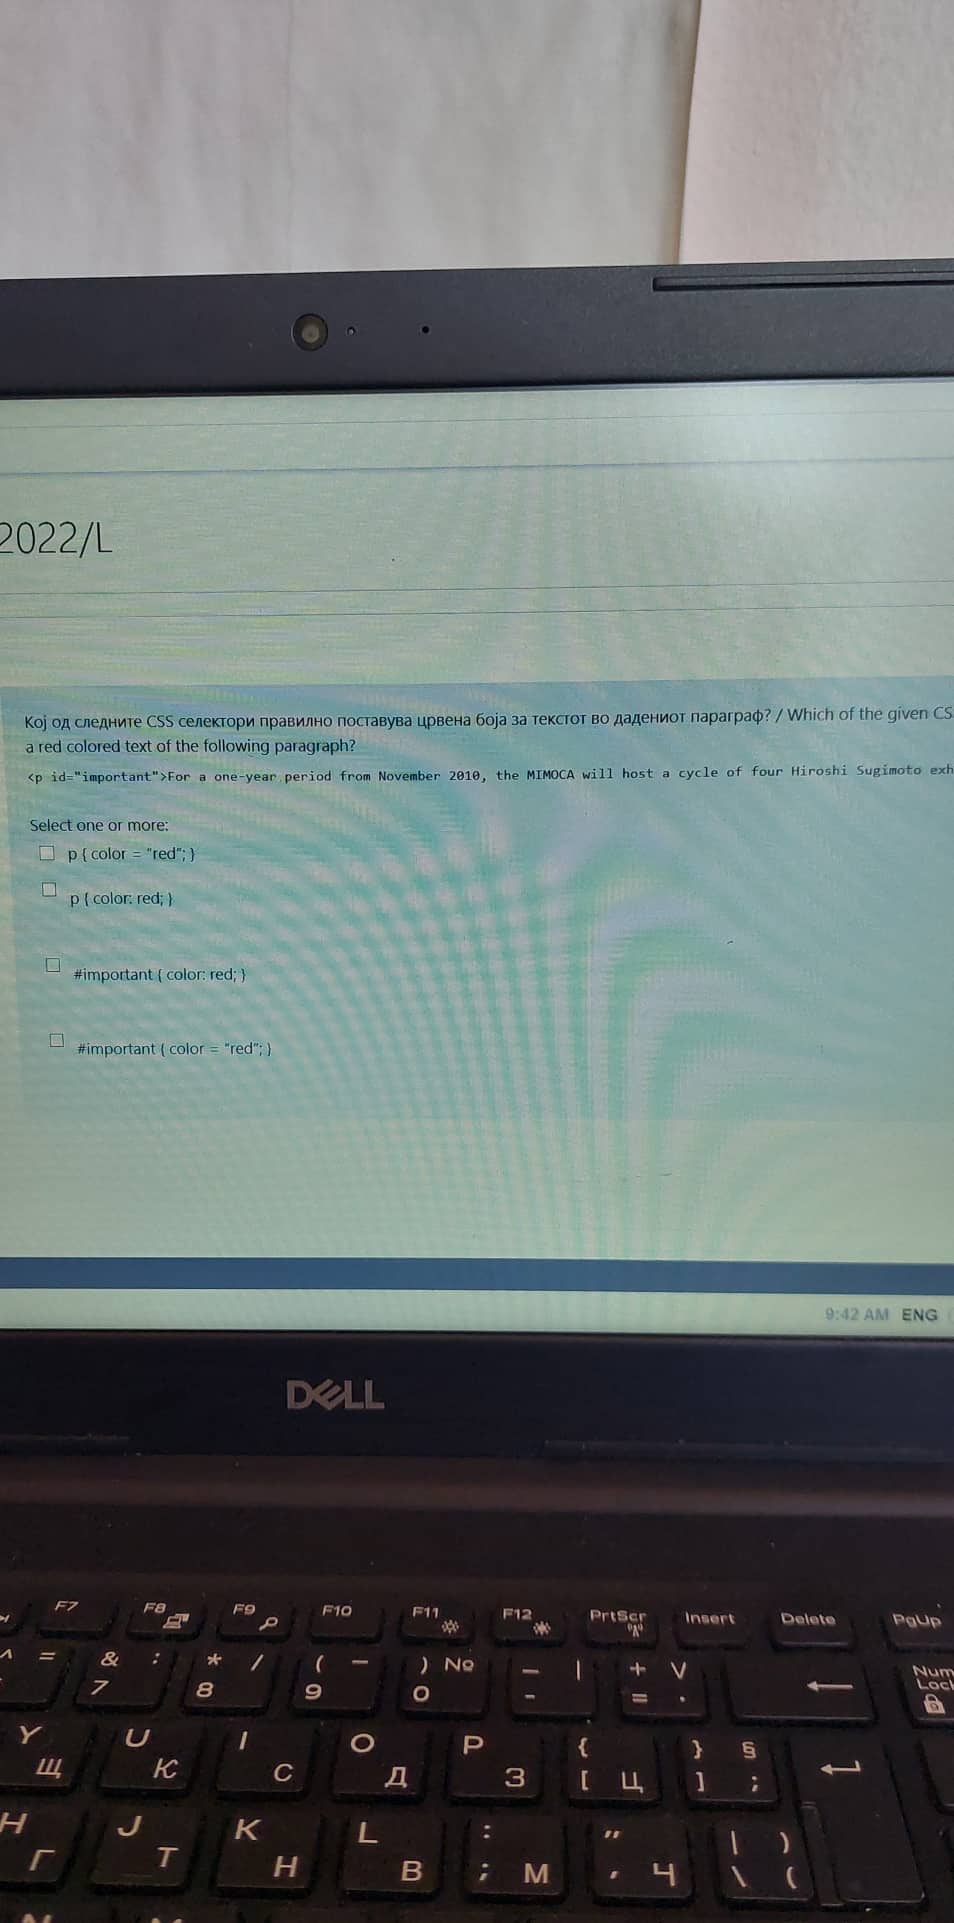 2022/L
Кој од следните CSS селектори правилно поставува црвена боја за текстот во дадениот параграф? / Which of the given CS
a red colored text of the following paragraph?
<p id="important">For a one-year period from November 2010, the MIMOCA will host a cycle of four Hiroshi Sugimoto exh
Select one or more:
p { color = "red"; }
p { color: red; }
#important { color: red; }
#important { color = "red"; }
9:42 AM ENG
DELL
F7 F8 F9 F10 F11 F12 PrtScr Insert Delete PgUp
^ = & 7 : * 8 / ( 9 – ) 0 № — - | + = V . Num Lock
Y Щ U К I С O Д P З { [ Ц } ] § ;
H Г J Т K Н L В : ; М " ' Ч | \ ) (